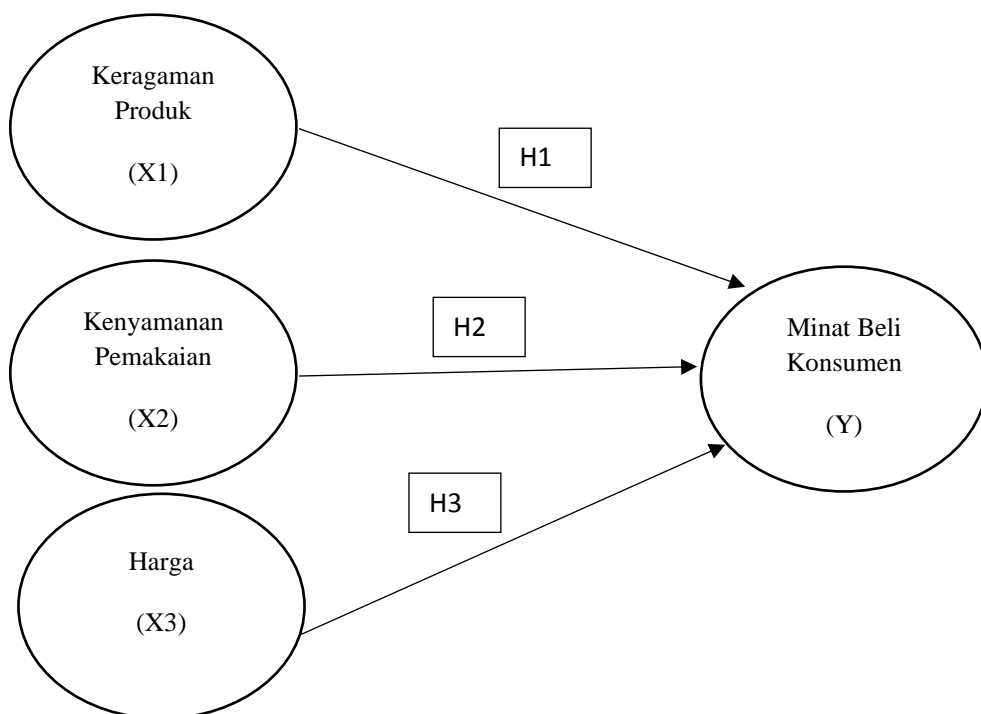 Keragaman
Produk
(X1)
H1
Kenyamanan
Pemakaian
(X2)
H2
Minat Beli
Konsumen
(Y)
Harga
(X3)
H3